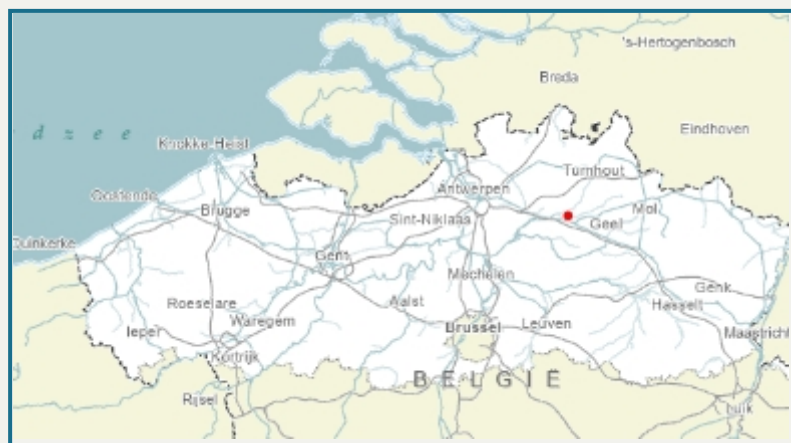 's-Hertogenbosch
Breda
Eindhoven
d z e e
Knokke-Heist
Turnhout
Oostende
Antwerpen
Mol
Brugge
Sint-Niklaas
Geel
Duinkerke
Gent
Mechelen
Genk
Roeselare
Aalst
Hasselt
Ieper
Waregem
Brussel
Leuven
Maastricht
Kortrijk
BELGIË
Rijsel
Luik